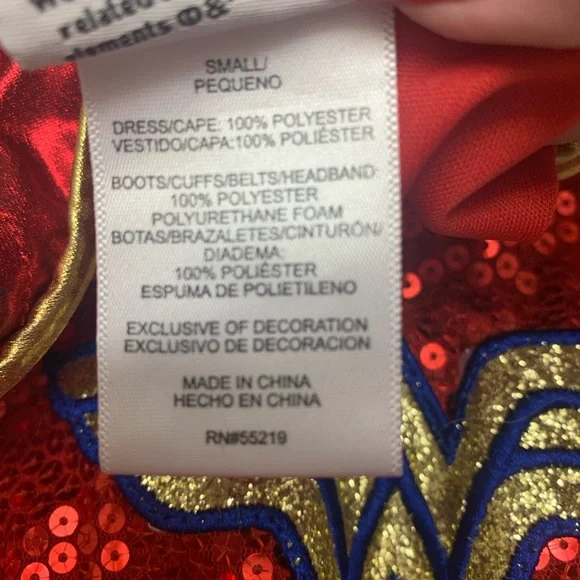 related
elements ©&
SMALL/
PEQUENO
DRESS/CAPE: 100% POLYESTER
VESTIDO/CAPA:100% POLIÉSTER
BOOTS/CUFFS/BELTS/HEADBAND:
100% POLYESTER
POLYURETHANE FOAM
BOTAS/BRAZALETES/CINTURÓN/
DIADEMA:
100% POLIÉSTER
ESPUMA DE POLIETILENO
EXCLUSIVE OF DECORATION
EXCLUSIVO DE DECORACION
MADE IN CHINA
HECHO EN CHINA
RN#55219